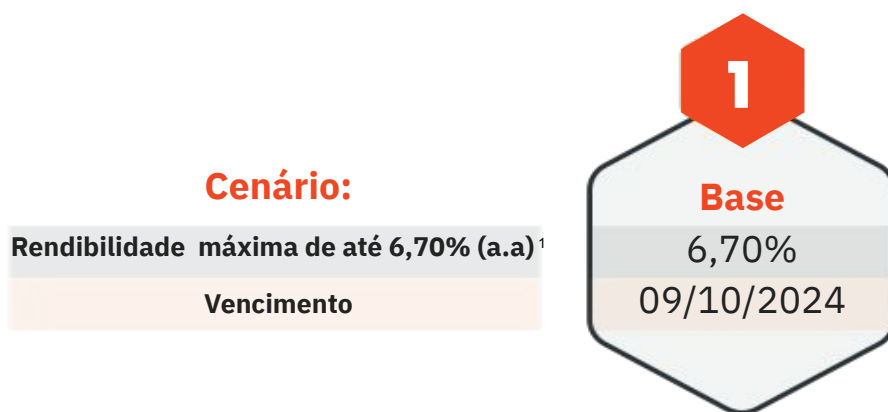 1
Cenário:
Base
Rendibilidade máxima de até 6,70% (a.a) ¹
6,70%
Vencimento
09/10/2024